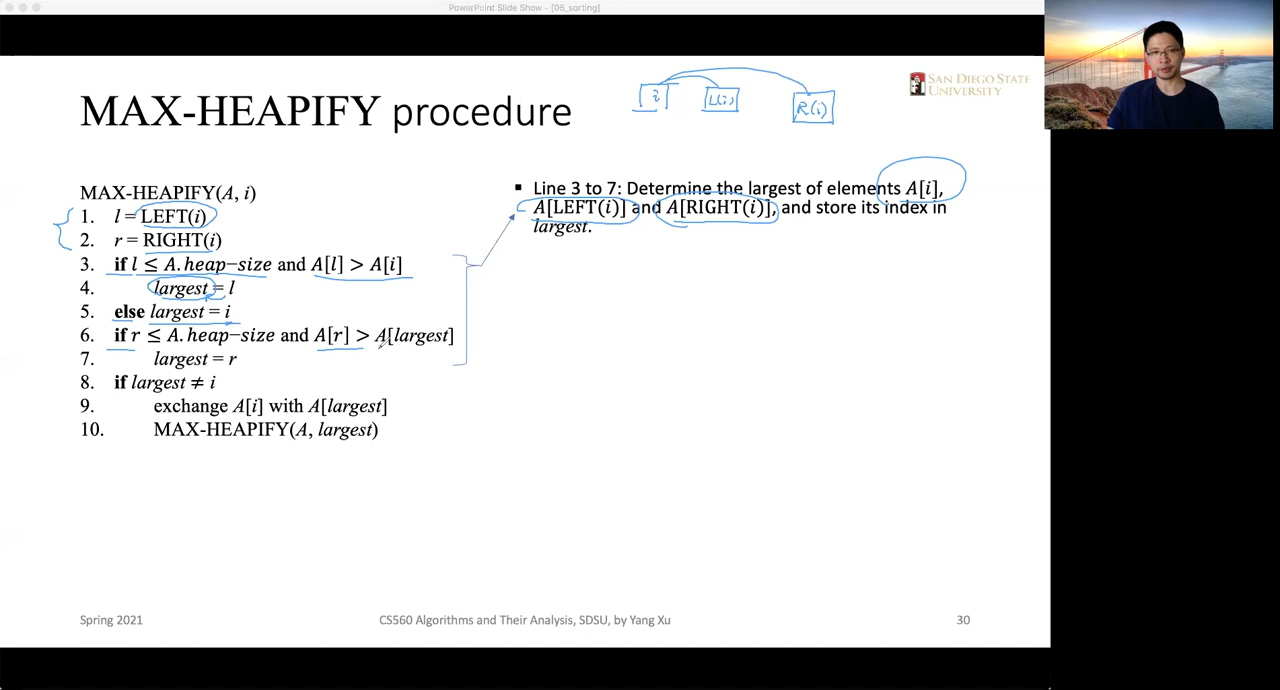 PowerPoint Slide Show - [05_sorting]
i L(i) R(i)
SAN DIEGO STATE
UNIVERSITY
MAX-HEAPIFY procedure
MAX-HEAPIFY(A, i)
1. l = LEFT(i)
2. r = RIGHT(i)
3. if l ≤ A.heap−size and A[l] > A[i]
4. largest = l
5. else largest = i
6. if r ≤ A.heap−size and A[r] > A[largest]
7. largest = r
8. if largest ≠ i
9. exchange A[i] with A[largest]
10. MAX-HEAPIFY(A, largest)
▪ Line 3 to 7: Determine the largest of elements A[i],
A[LEFT(i)] and A[RIGHT(i)], and store its index in
largest.
Spring 2021
CS560 Algorithms and Their Analysis, SDSU, by Yang Xu
30